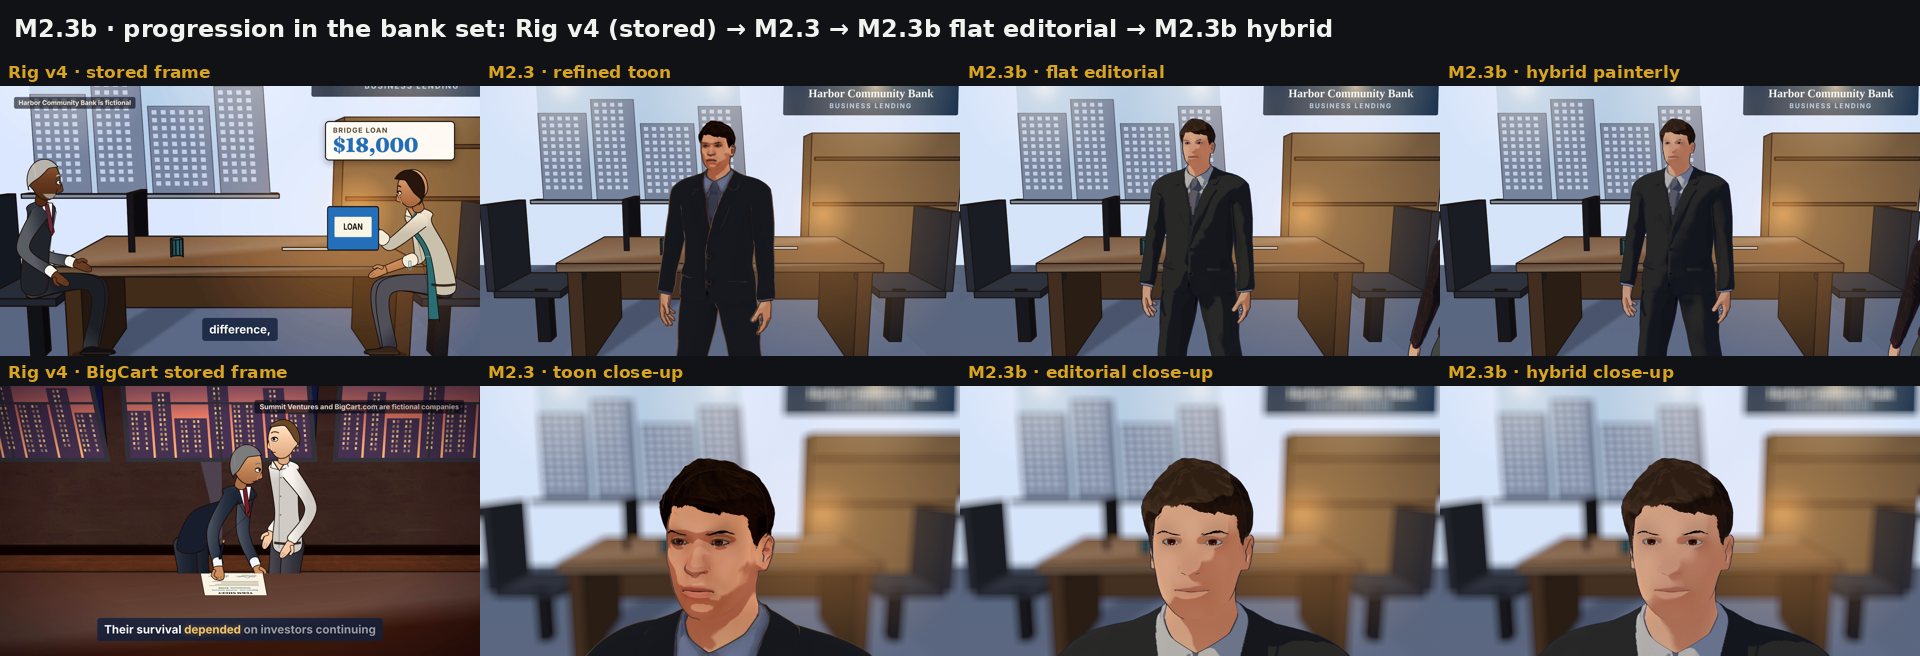 M2.3b · progression in the bank set: Rig v4 (stored) → M2.3 → M2.3b flat editorial → M2.3b hybrid
Rig v4 · stored frame
M2.3 · refined toon
M2.3b · flat editorial
M2.3b · hybrid painterly
Harbor Community Bank is fictional
BUSINESS LENDING
BRIDGE LOAN
$18,000
LOAN
difference,
Harbor Community Bank
BUSINESS LENDING
Harbor Community Bank
BUSINESS LENDING
Harbor Community Bank
BUSINESS LENDING
Rig v4 · BigCart stored frame
M2.3 · toon close-up
M2.3b · editorial close-up
M2.3b · hybrid close-up
Summit Ventures and BigCart.com are fictional companies
TERM SHEET
Their survival depended on investors continuing